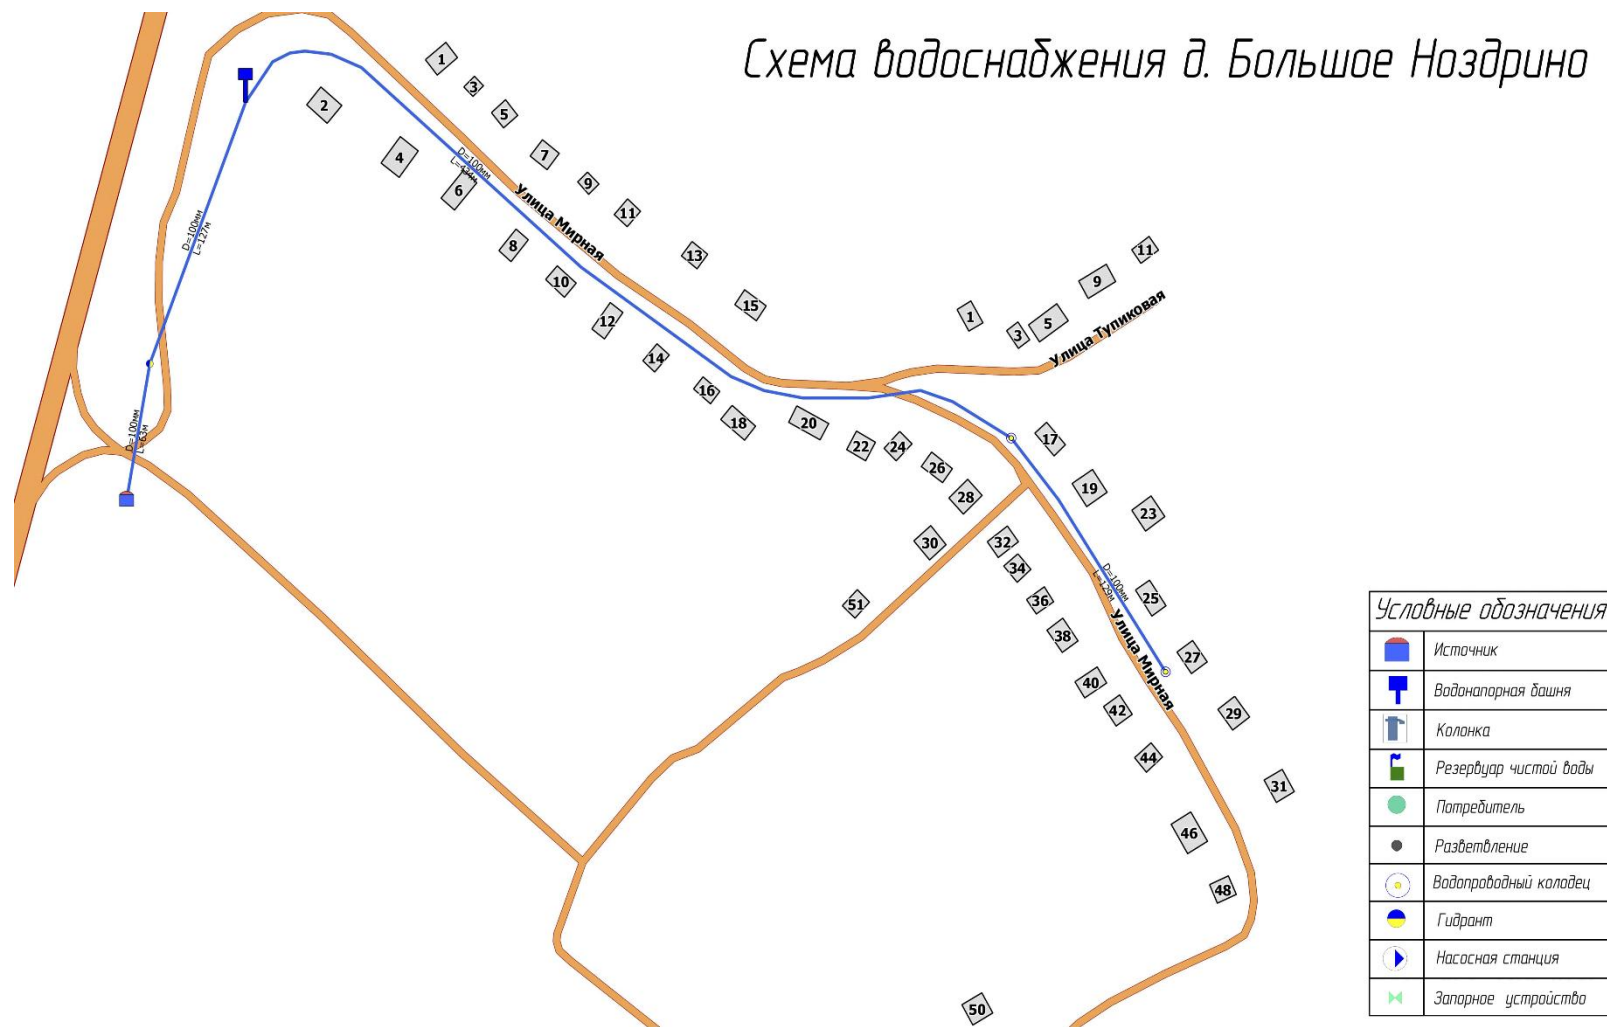 Схема водоснабжения д. Большое Ноздрино
1
3
5
7
9
11
13
15
2
4
6
8
10
12
14
16
18
20
22
24
26
28
30
51
32
34
36
38
40
42
44
46
48
50
17
19
23
25
27
29
31
1
3
5
9
11
Улица Мирная
Улица Тупиковая
Улица Мирная
D=100мм
L=63м
D=100мм
L=127м
D=100мм
L=434м
D=100мм
L=129м
Условные обозначения
Источник
Водонапорная башня
Колонка
Резервуар чистой воды
Потребитель
Разветвление
Водопроводный колодец
Гидрант
Насосная станция
Запорное устройство